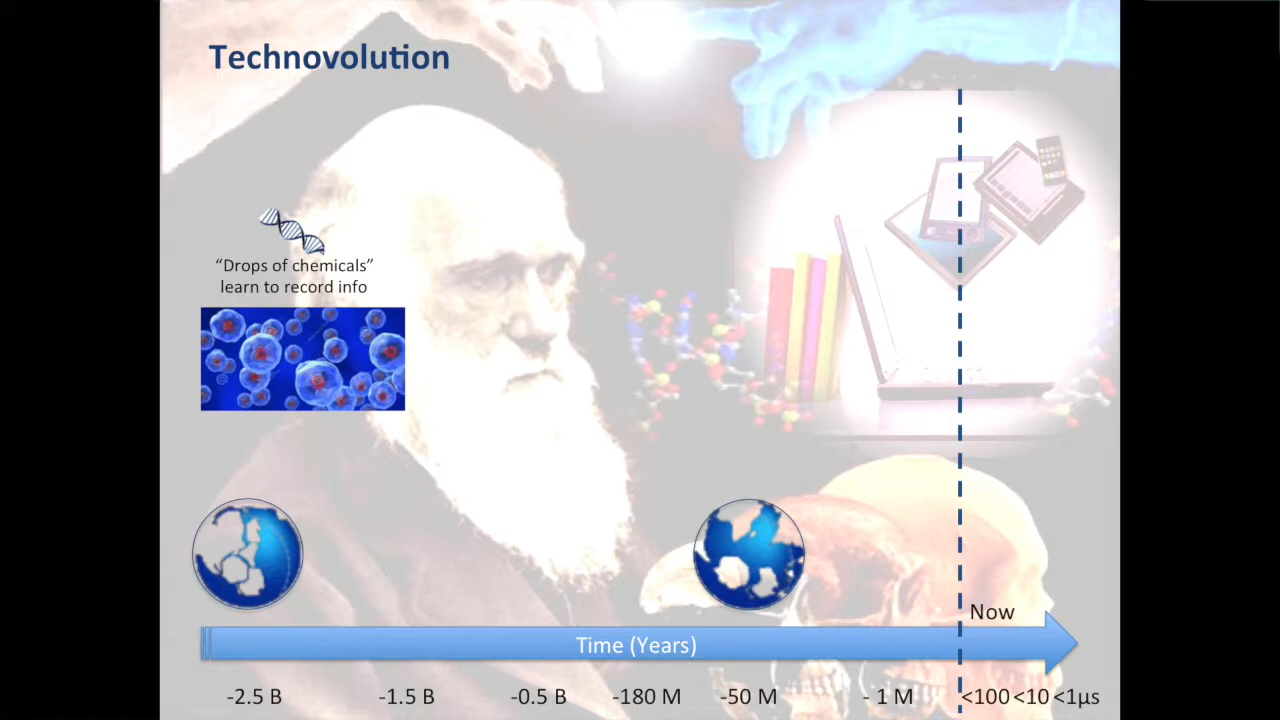 Technovolution
“Drops of chemicals”
learn to record info
Now
Time (Years)
-2.5 B -1.5 B -0.5 B -180 M -50 M - 1 M <100 <10 <1µs